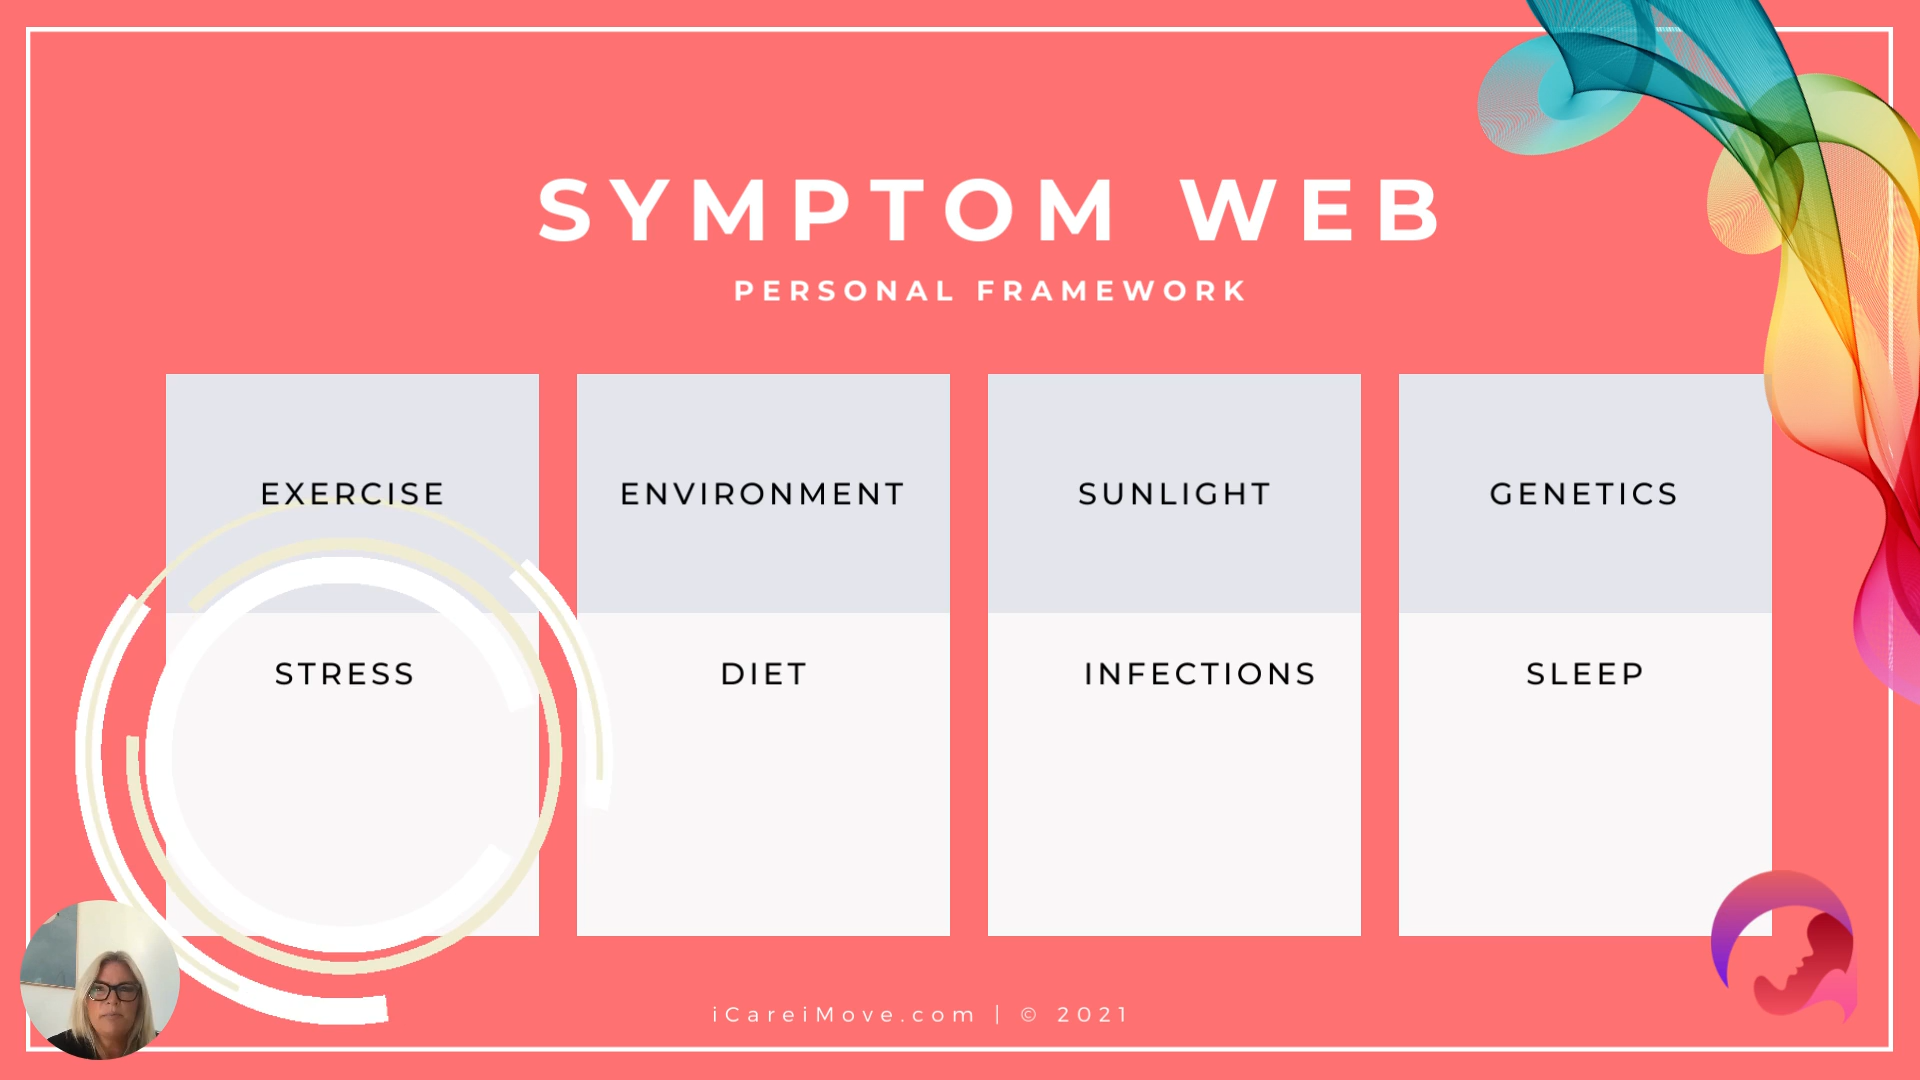 SYMPTOM WEB
PERSONAL FRAMEWORK
EXERCISE
ENVIRONMENT
SUNLIGHT
GENETICS
STRESS
DIET
INFECTIONS
SLEEP
iCareiMove.com | © 2021